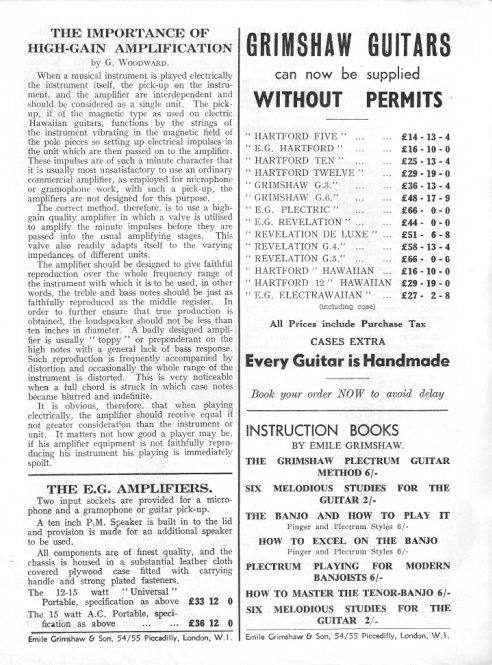 THE IMPORTANCE OF
HIGH-GAIN AMPLIFICATION
by G. WOODWARD.
When a musical instrument is played electrically
the instrument itself, the pick-up on the instru-
ment, and the amplifier are interdependent and
should be considered as a single unit. The pick-
up, if of the magnetic type as used on electric
Hawaiian guitars, functions by the strings of
the instrument vibrating in the magnetic field of
the pole pieces so setting up electrical impulses in
the unit which are then passed on to the amplifier.
These impulses are of such a minute character that
it is usually most unsatisfactory to use an ordinary
commercial amplifier, as employed for microphone
or gramophone work, with such a pick-up, the
amplifiers are not designed for this purpose.
The correct method, therefore, is to use a high-
gain quality amplifier in which a valve is utilised
to amplify the minute impulses before they are
passed into the usual amplifying stages. This
valve also readily adapts itself to the varying
impedances of different units.
The amplifier should be designed to give faithful
reproduction over the whole frequency range of
the instrument with which it is to be used, in other
words, the treble and bass notes should be just as
faithfully reproduced as the middle register. In
order to further ensure that true production is
obtained, the loudspeaker should not be less than
ten inches in diameter. A badly designed ampli-
fier is usually " toppy " or preponderant on the
high notes with a general lack of bass response.
Such reproduction is frequently accompanied by
distortion and occasionally the whole range of the
instrument is distorted. This is very noticeable
when a full chord is struck in which case notes
became blurred and indefinite.
It is obvious, therefore, that when playing
electrically, the amplifier should receive equal if
not greater consideration than the instrument or
unit. It matters not how good a player may be,
if his amplifier equipment is not faithfully repro-
ducing his instrument his playing is immediately
spoilt.
THE E.G. AMPLIFIERS.
Two input sockets are provided for a micro-
phone and a gramophone or guitar pick-up.
A ten inch P.M. Speaker is built in to the lid
and provision is made for an additional speaker
to be used.
All components are of finest quality, and the
chassis is housed in a substantial leather cloth
covered plywood case fitted with carrying
handle and strong plated fasteners.
The 12-15 watt " Universal "
Portable, specification as above £33 12 0
The 15 watt A.C. Portable, speci-
fication as above ... ... £36 12 0
Emile Grimshaw & Son, 54/55 Piccadilly, London, W.1.
GRIMSHAW GUITARS
can now be supplied
WITHOUT PERMITS
" HARTFORD FIVE " ... ... £14 - 13 - 4
" E.G. HARTFORD " ... ... £16 - 10 - 0
" HARTFORD TEN " ... ... £25 - 13 - 4
" HARTFORD TWELVE " ... £29 - 19 - 0
" GRIMSHAW G.3." ... ... £36 - 13 - 4
" GRIMSHAW G.6." ... ... £48 - 17 - 9
" E.G. PLECTRIC " ... ... £66 - 0 - 0
" E.G. REVELATION " ... ... £44 - 0 - 0
" REVELATION DE LUXE " ... £51 - 6 - 8
" REVELATION G.4." ... ... £58 - 13 - 4
" REVELATION G.5." ... ... £66 - 0 - 0
" HARTFORD " HAWAIIAN ... £16 - 10 - 0
" HARTFORD 12 " HAWAIIAN £29 - 19 - 0
" E.G. ELECTRAWAIIAN " ... £27 - 2 - 8
(including case)
All Prices include Purchase Tax
CASES EXTRA
Every Guitar is Handmade
Book your order NOW to avoid delay
INSTRUCTION BOOKS
BY EMILE GRIMSHAW.
THE GRIMSHAW PLECTRUM GUITAR
METHOD 6/-
SIX MELODIOUS STUDIES FOR THE
GUITAR 2/-
THE BANJO AND HOW TO PLAY IT
Finger and Plectrum Styles 6/-
HOW TO EXCEL ON THE BANJO
Finger and Plectrum Styles 6/-
PLECTRUM PLAYING FOR MODERN
BANJOISTS 6/-
HOW TO MASTER THE TENOR-BANJO 6/-
SIX MELODIOUS STUDIES FOR THE
GUITAR 2/-
Emile Grimshaw & Son, 54/55 Piccadilly, London, W.1.